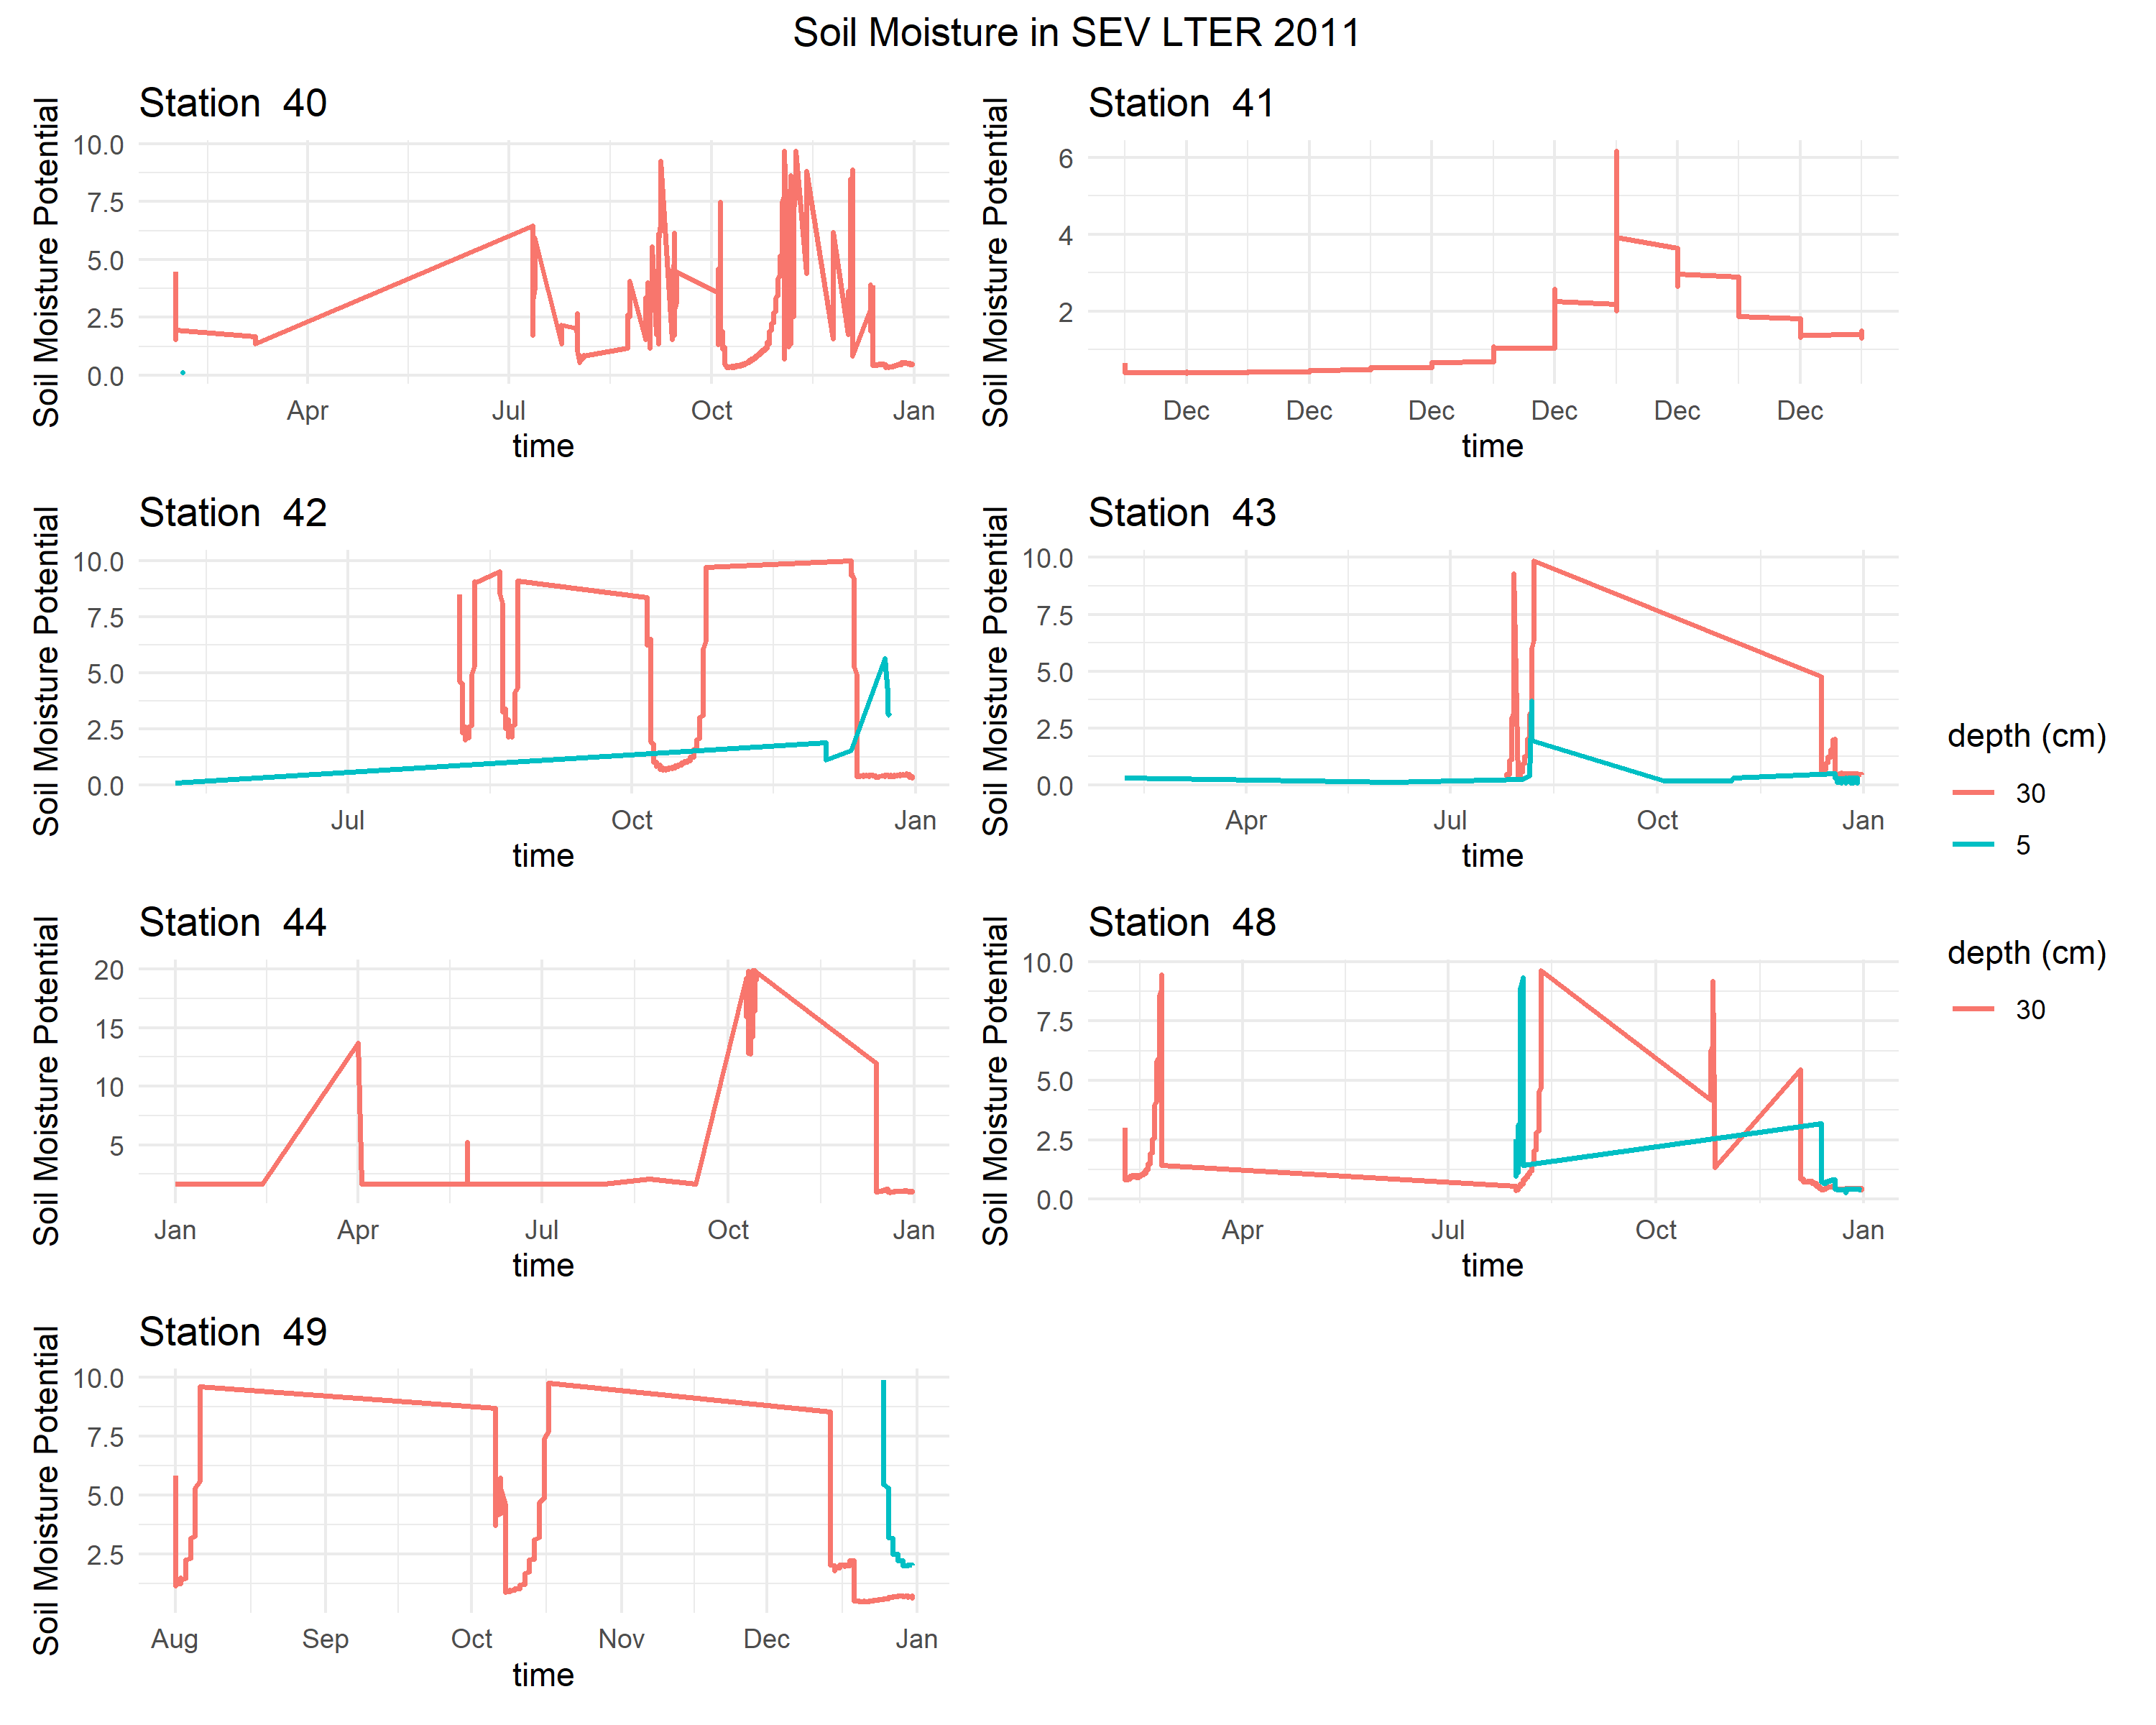 Soil Moisture in SEV LTER 2011
Station 40
Soil Moisture Potential
10.0
7.5
5.0
2.5
0.0
Apr Jul Oct Jan
time
Station 41
Soil Moisture Potential
6
4
2
Dec Dec Dec Dec Dec Dec
time
Station 42
Soil Moisture Potential
10.0
7.5
5.0
2.5
0.0
Jul Oct Jan
time
Station 43
Soil Moisture Potential
10.0
7.5
5.0
2.5
0.0
Apr Jul Oct Jan
time
depth (cm)
30
5
Station 44
Soil Moisture Potential
20
15
10
5
Jan Apr Jul Oct Jan
time
Station 48
Soil Moisture Potential
10.0
7.5
5.0
2.5
0.0
Apr Jul Oct Jan
time
depth (cm)
30
Station 49
Soil Moisture Potential
10.0
7.5
5.0
2.5
Aug Sep Oct Nov Dec Jan
time